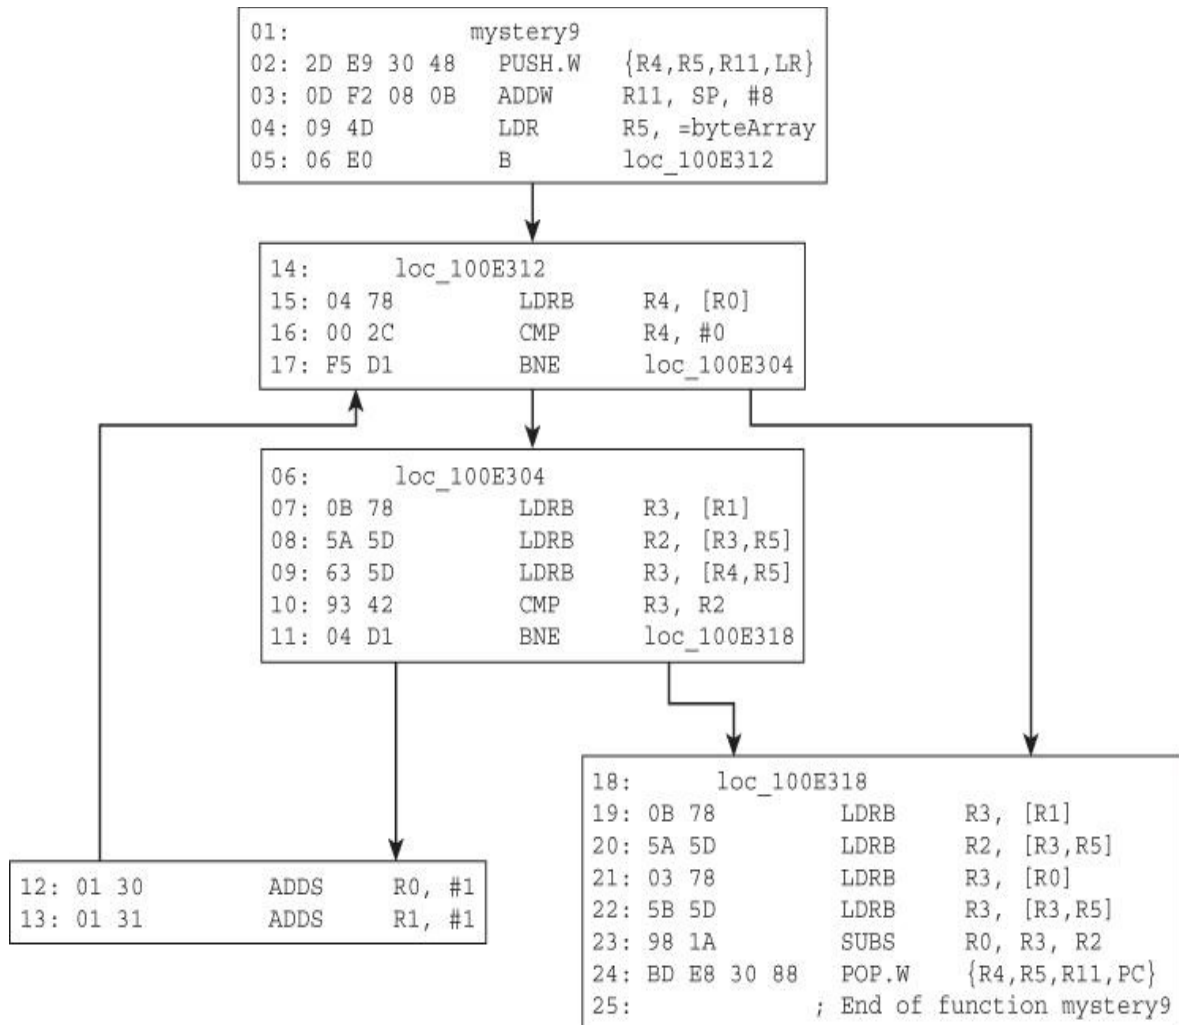 01: mystery9
02: 2D E9 30 48 PUSH.W {R4,R5,R11,LR}
03: 0D F2 08 0B ADDW R11, SP, #8
04: 09 4D LDR R5, =byteArray
05: 06 E0 B loc_100E312
14: loc_100E312
15: 04 78 LDRB R4, [R0]
16: 00 2C CMP R4, #0
17: F5 D1 BNE loc_100E304
06: loc_100E304
07: 0B 78 LDRB R3, [R1]
08: 5A 5D LDRB R2, [R3,R5]
09: 63 5D LDRB R3, [R4,R5]
10: 93 42 CMP R3, R2
11: 04 D1 BNE loc_100E318
12: 01 30 ADDS R0, #1
13: 01 31 ADDS R1, #1
18: loc_100E318
19: 0B 78 LDRB R3, [R1]
20: 5A 5D LDRB R2, [R3,R5]
21: 03 78 LDRB R3, [R0]
22: 5B 5D LDRB R3, [R3,R5]
23: 98 1A SUBS R0, R3, R2
24: BD E8 30 88 POP.W {R4,R5,R11,PC}
25: ; End of function mystery9